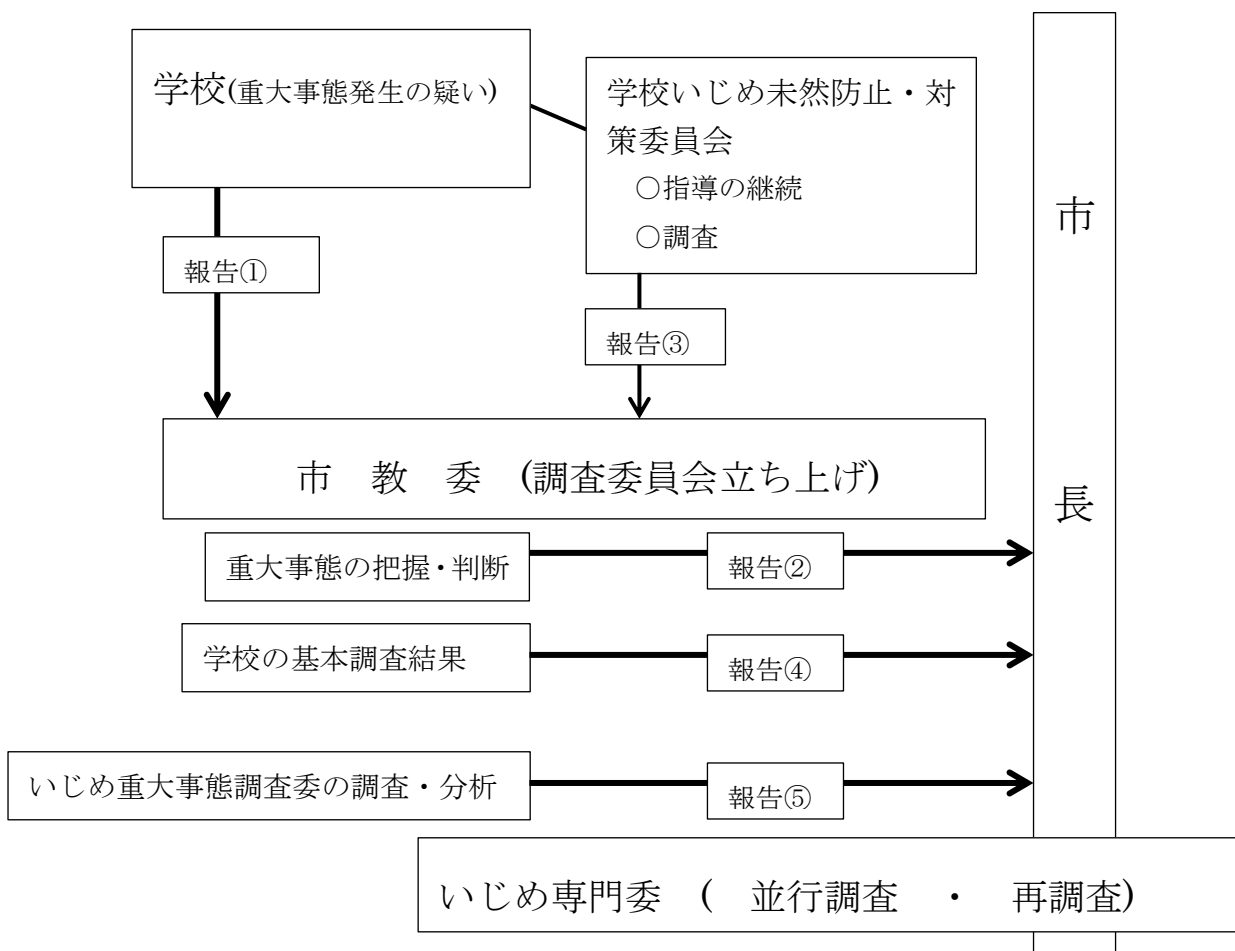 学校(重大事態発生の疑い)
学校いじめ未然防止・対
策委員会
○指導の継続
○調査
報告①
報告③
市　教　委　(調査委員会立ち上げ)
重大事態の把握・判断
報告②
学校の基本調査結果
報告④
いじめ重大事態調査委の調査・分析
報告⑤
市
長
いじめ専門委　(　並行調査　・　再調査)